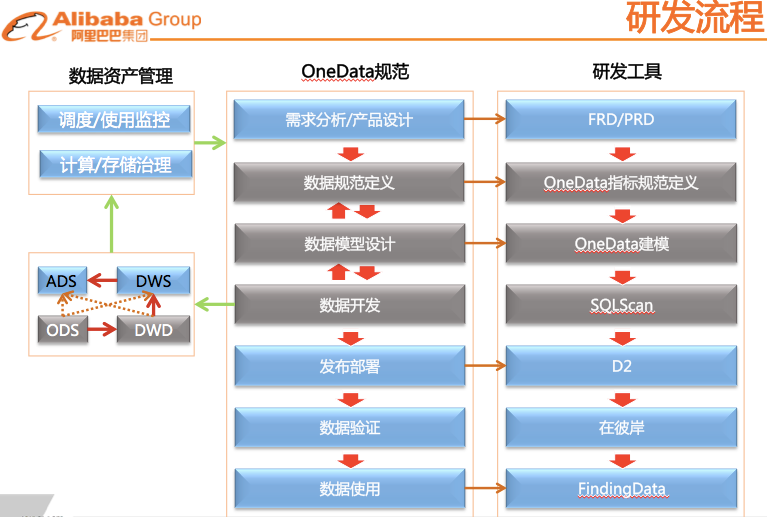 Alibaba Group
阿里巴巴集团
研发流程
数据资产管理
OneData规范
研发工具
调度/使用监控
计算/存储治理
需求分析/产品设计
FRD/PRD
数据规范定义
OneData指标规范定义
数据模型设计
OneData建模
ADS
DWS
ODS
DWD
数据开发
SQLScan
发布部署
D2
数据验证
在彼岸
数据使用
FindingData